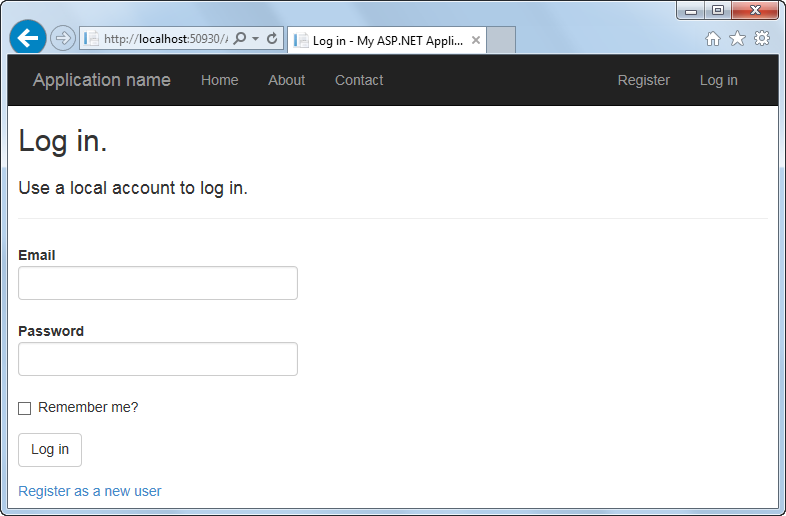 http://localhost:50930/A
Log in - My ASP.NET Appli...
Application name Home About Contact Register Log in
Log in.
Use a local account to log in.
Email
Password
Remember me?
Log in
Register as a new user